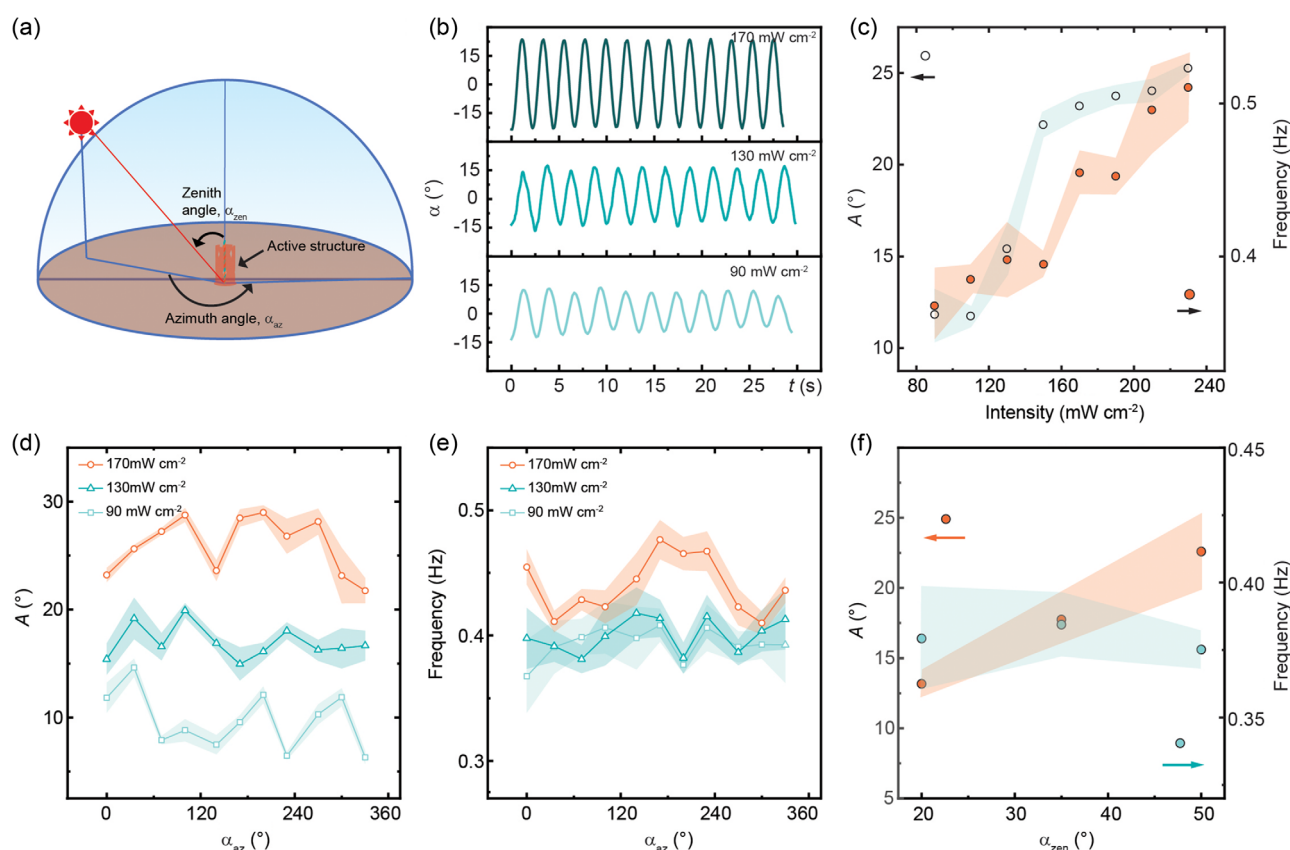 (a)
Zenith
angle, αzen
Active structure
Azimuth angle, αaz
(b)
170 mW cm-2
15
0
-15
130 mW cm-2
15
0
-15
90 mW cm-2
15
0
-15
α (°)
0 5 10 15 20 25 t (s)
(c)
25
20
15
10
A (°)
0.5
0.4
Frequency (Hz)
80 120 160 200 240
Intensity (mW cm-2)
(d)
170mW cm-2
130mW cm-2
90 mW cm-2
30
20
10
A (°)
0 120 240 360
αaz (°)
(e)
170mW cm-2
130mW cm-2
90 mW cm-2
0.5
0.4
0.3
Frequency (Hz)
0 120 240 360
αaz (°)
(f)
25
20
15
10
5
A (°)
0.45
0.40
0.35
Frequency (Hz)
20 30 40 50
αzen (°)